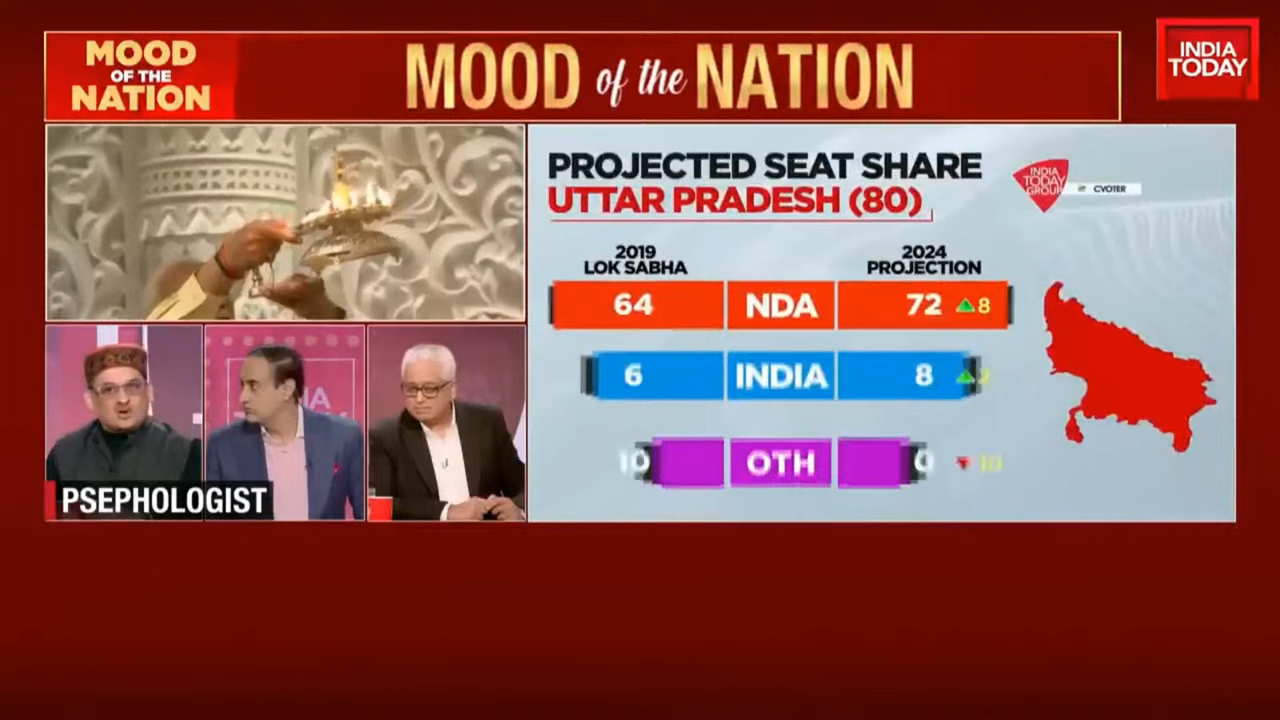 MOOD
OF THE
NATION
MOOD of the NATION
INDIA
TODAY
PROJECTED SEAT SHARE
UTTAR PRADESH (80)
INDIA
TODAY
GROUP
CVOTER
2019
LOK SABHA
2024
PROJECTION
64 NDA 72 8
6 INDIA 8 2
10 OTH 0 10
PSEPHOLOGIST